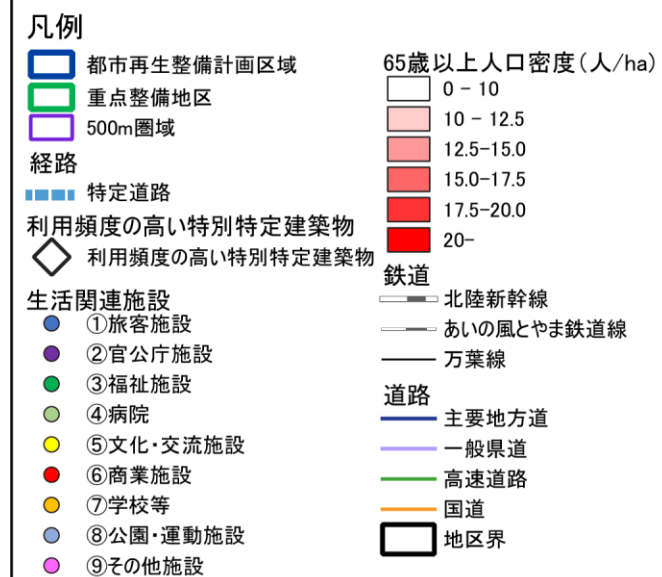 凡例
都市再生整備計画区域
重点整備地区
500m圏域
経路
特定道路
利用頻度の高い特別特定建築物
利用頻度の高い特別特定建築物
生活関連施設
①旅客施設
②官公庁施設
③福祉施設
④病院
⑤文化・交流施設
⑥商業施設
⑦学校等
⑧公園・運動施設
⑨その他施設
65歳以上人口密度(人/ha)
0 - 10
10 - 12.5
12.5-15.0
15.0-17.5
17.5-20.0
20-
鉄道
北陸新幹線
あいの風とやま鉄道線
万葉線
道路
主要地方道
一般県道
高速道路
国道
地区界